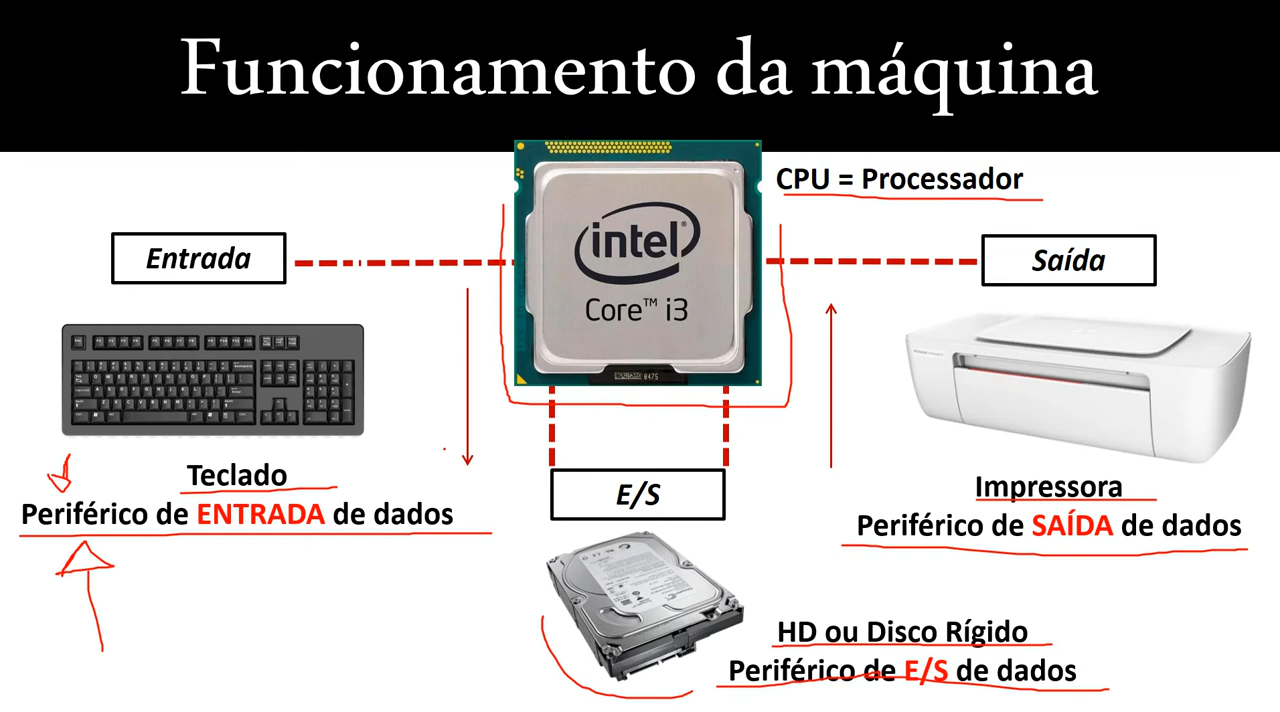 Funcionamento da máquina
CPU = Processador
Entrada
intel®
Core™ i3
Saída
Teclado
Periférico de ENTRADA de dados
E/S
Impressora
Periférico de SAÍDA de dados
HD ou Disco Rígido
Periférico de E/S de dados